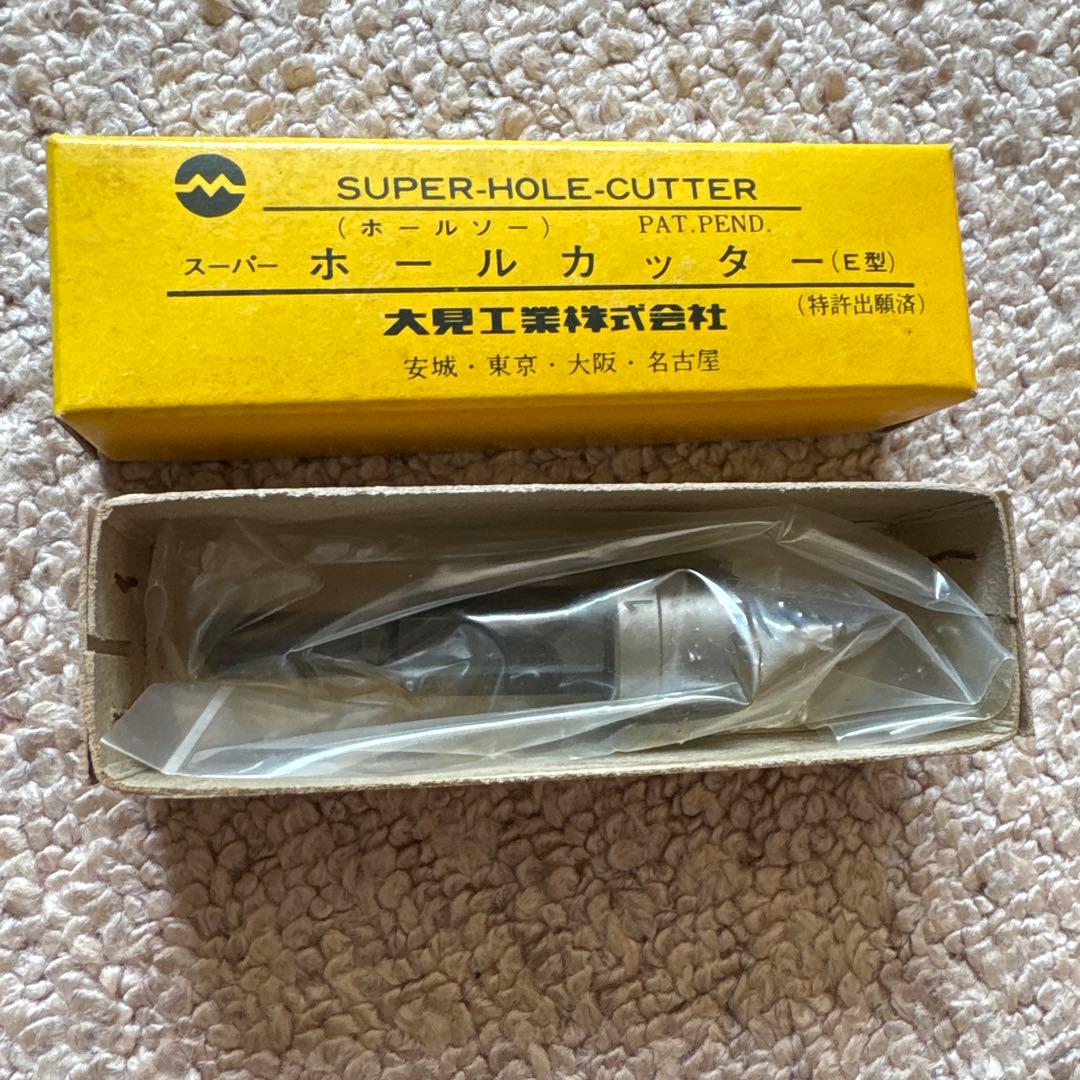 SUPER-HOLE-CUTTER
(ホールソー) PAT.PEND.
スーパー ホールカッター(E型)
大見工業株式会社 (特許出願済)
安城・東京・大阪・名古屋
1